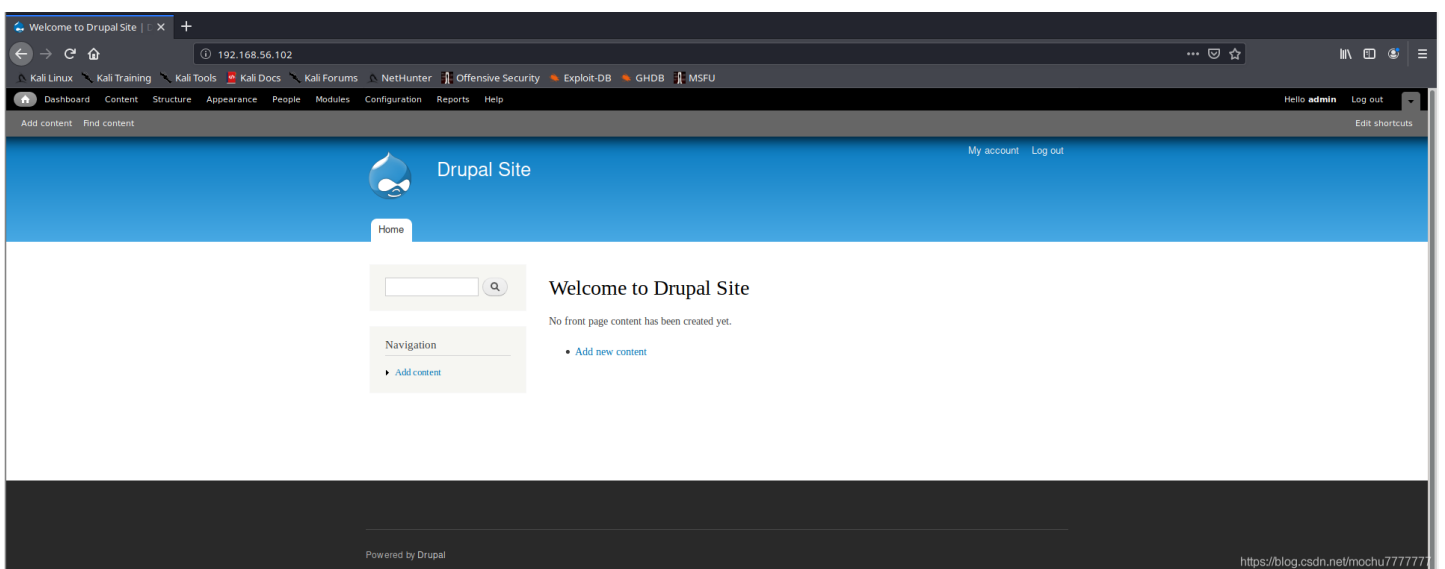 Welcome to Drupal Site |
192.168.56.102
Kali Linux Kali Training Kali Tools Kali Docs Kali Forums NetHunter Offensive Security Exploit-DB GHDB MSFU
Dashboard Content Structure Appearance People Modules Configuration Reports Help Hello admin Log out
Add content Find content Edit shortcuts
My account Log out
Drupal Site
Home
Welcome to Drupal Site
No front page content has been created yet.
Navigation
Add new content
Add content
Powered by Drupal
https://blog.csdn.net/mochu7777777